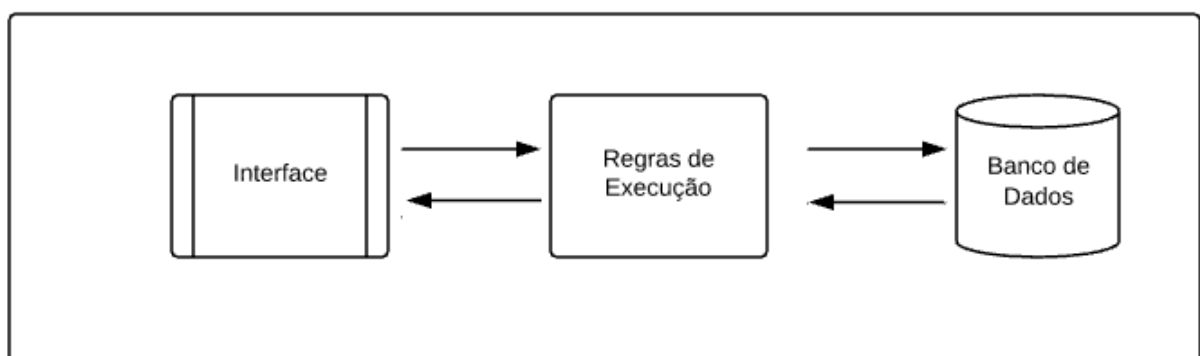 Interface
Regras de
Execução
Banco de
Dados